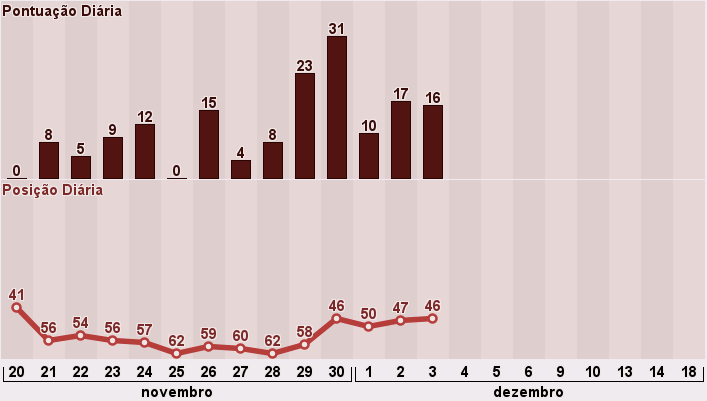 Pontuação Diária
0 8 5 9 12 0 15 4 8 23 31 10 17 16
Posição Diária
41 56 54 56 57 62 59 60 62 58 46 50 47 46
20 21 22 23 24 25 26 27 28 29 30 1 2 3 4 5 6 9 10 13 14 18
novembro dezembro